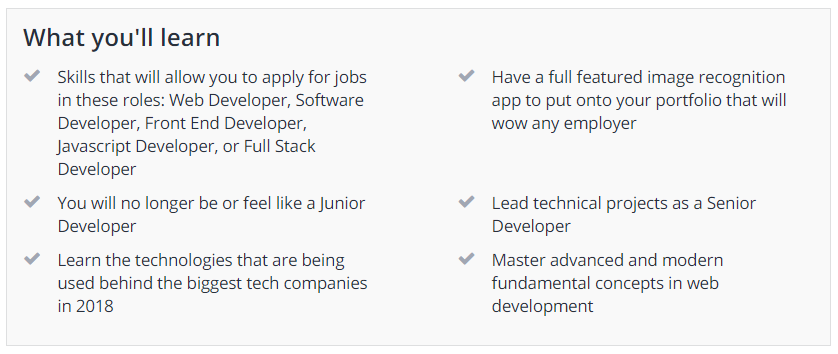 What you'll learn
Skills that will allow you to apply for jobs
in these roles: Web Developer, Software
Developer, Front End Developer,
Javascript Developer, or Full Stack
Developer
Have a full featured image recognition
app to put onto your portfolio that will
wow any employer
You will no longer be or feel like a Junior
Developer
Lead technical projects as a Senior
Developer
Learn the technologies that are being
used behind the biggest tech companies
in 2018
Master advanced and modern
fundamental concepts in web
development